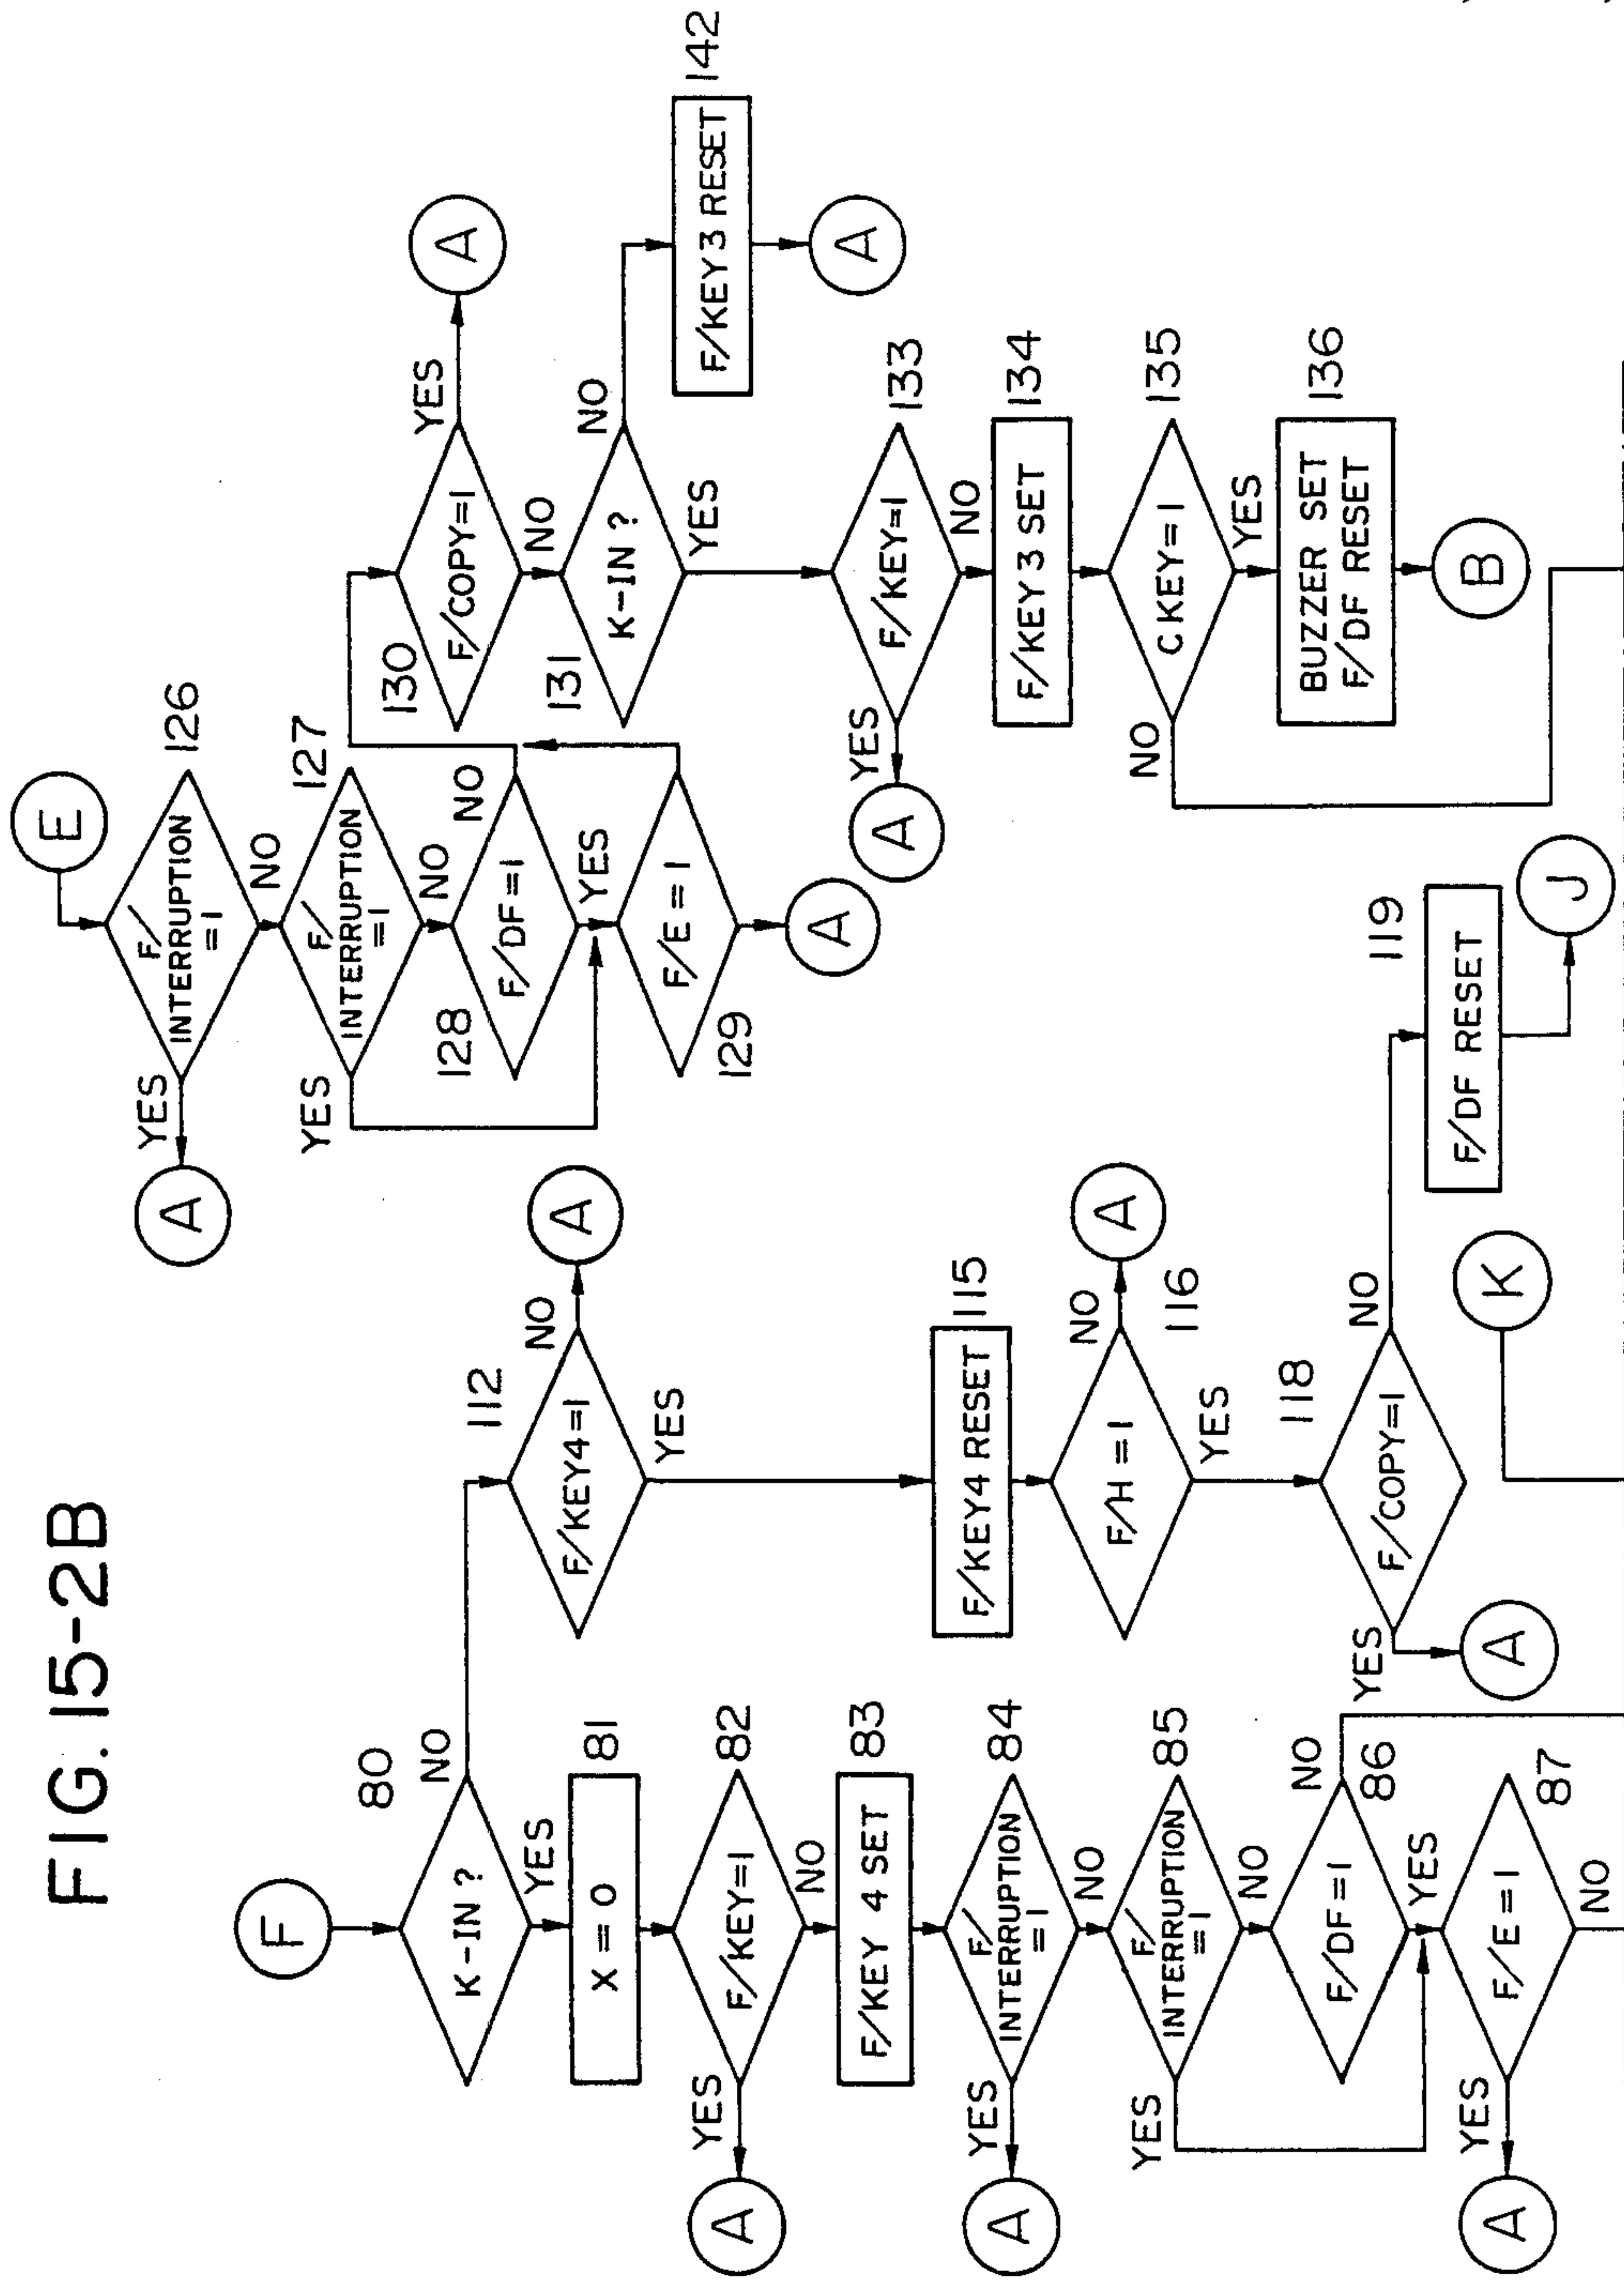 FIG. 15-2B
F
80
K-IN ?
NO
YES
X = 0
81
F/KEY=1
82
YES
A
NO
F/KEY 4 SET
83
F/
INTERRUPTION
=1
84
YES
A
NO
F/
INTERRUPTION
=1
85
YES
NO
F/DF=1
NO
86
YES
F/E = 1
87
YES
A
NO
112
F/KEY4=1
NO
A
YES
F/KEY4 RESET
115
F/H = 1
NO
A
116
YES
118
F/COPY=1
YES
A
NO
F/DF RESET
119
J
K
E
F/
INTERRUPTION
=1
126
YES
A
NO
F/
INTERRUPTION
=1
127
YES
NO
128
F/DF=1
NO
YES
F/E = 1
129
A
130
F/COPY=1
YES
A
NO
131
K-IN ?
NO
F/KEY3 RESET
142
A
YES
F/KEY=1
133
YES
A
NO
F/KEY3 SET
134
C KEY=1
135
NO
YES
BUZZER SET
F/DF RESET
136
B